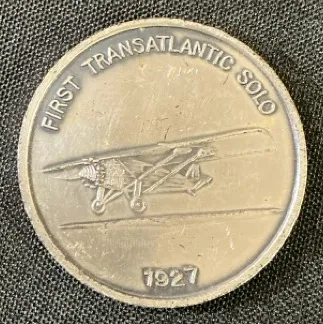 FIRST TRANSATLANTIC SOLO
1927